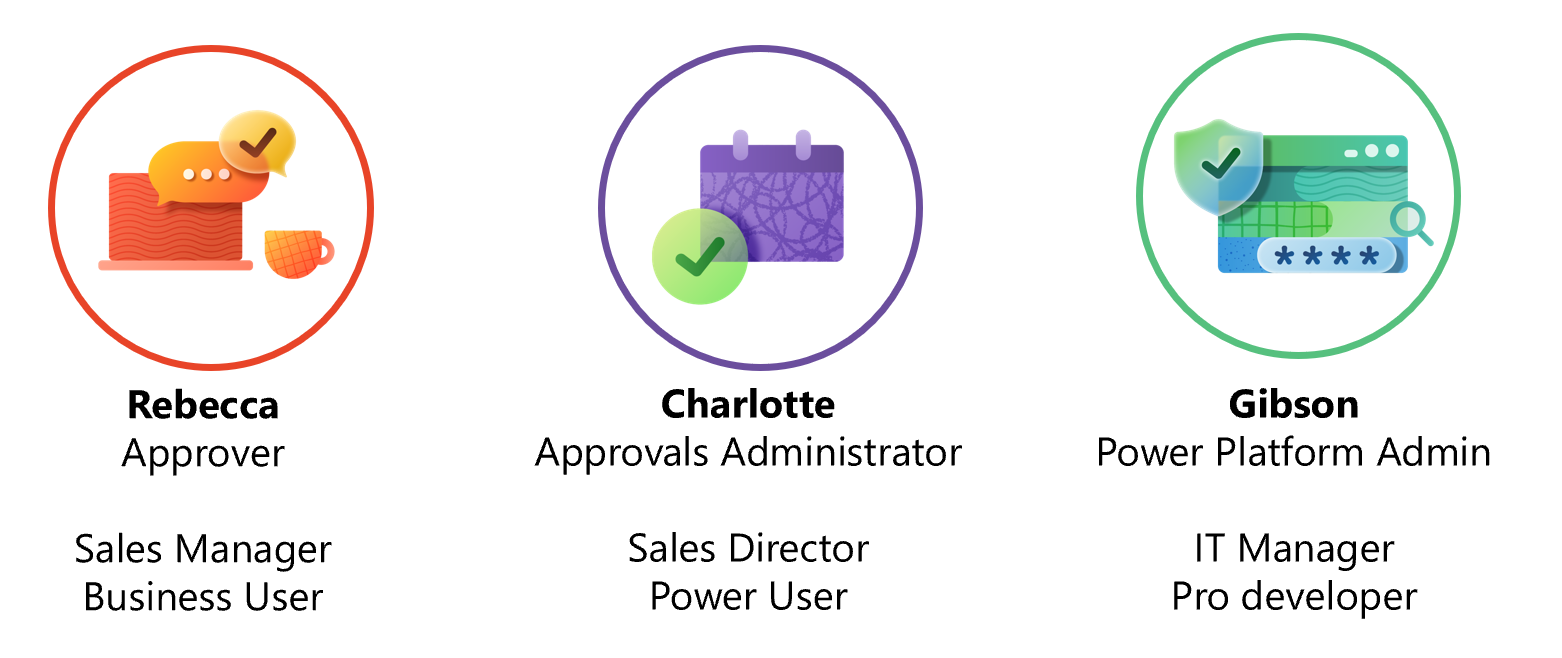 Rebecca
Approver
Sales Manager
Business User
Charlotte
Approvals Administrator
Sales Director
Power User
Gibson
Power Platform Admin
IT Manager
Pro developer